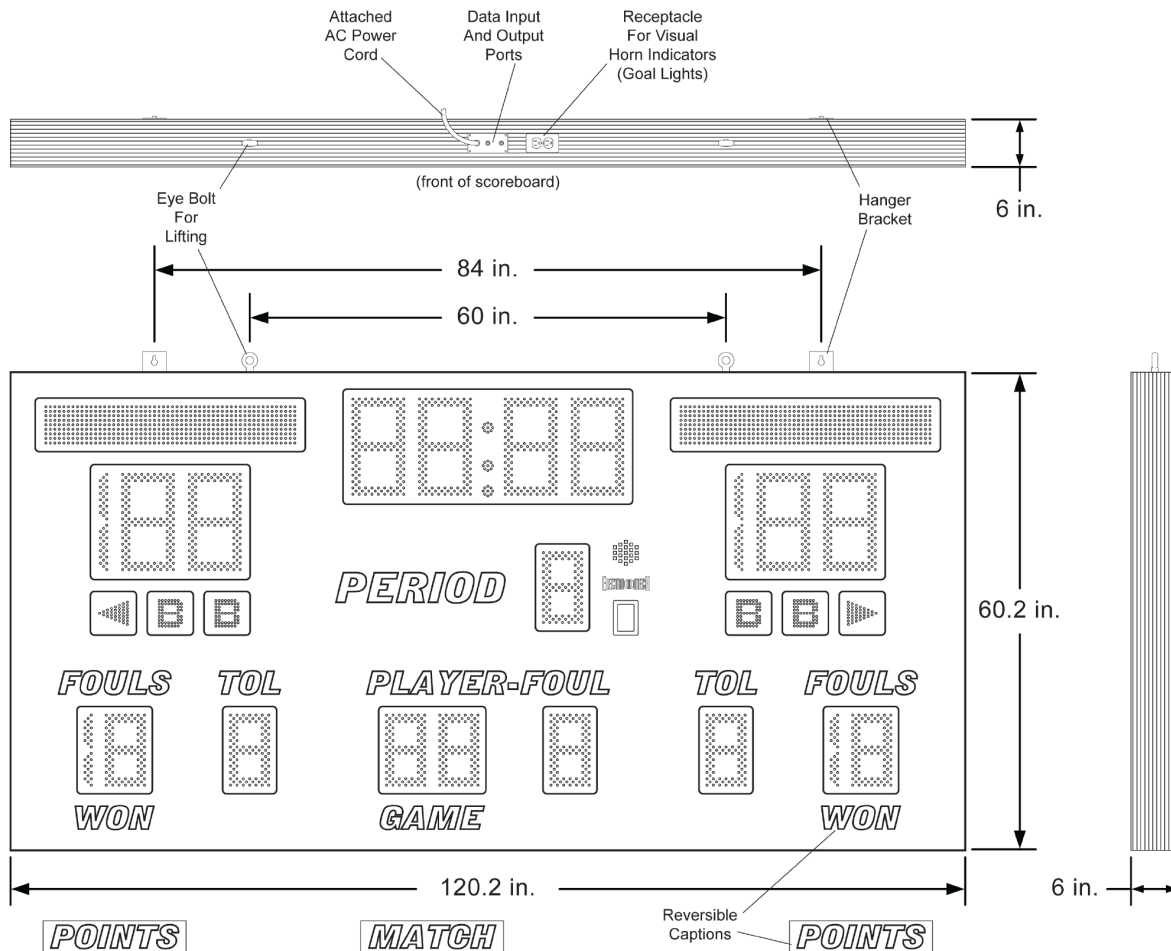 Attached
AC Power
Cord
Data Input
And Output
Ports
Receptacle
For Visual
Horn Indicators
(Goal Lights)
(front of scoreboard)
6 in.
Eye Bolt
For
Lifting
Hanger
Bracket
84 in.
60 in.
PERIOD
B B
B B
60.2 in.
FOULS TOL PLAYER-FOUL TOL FOULS
WON GAME WON
120.2 in.
6 in.
Reversible
Captions
POINTS MATCH POINTS